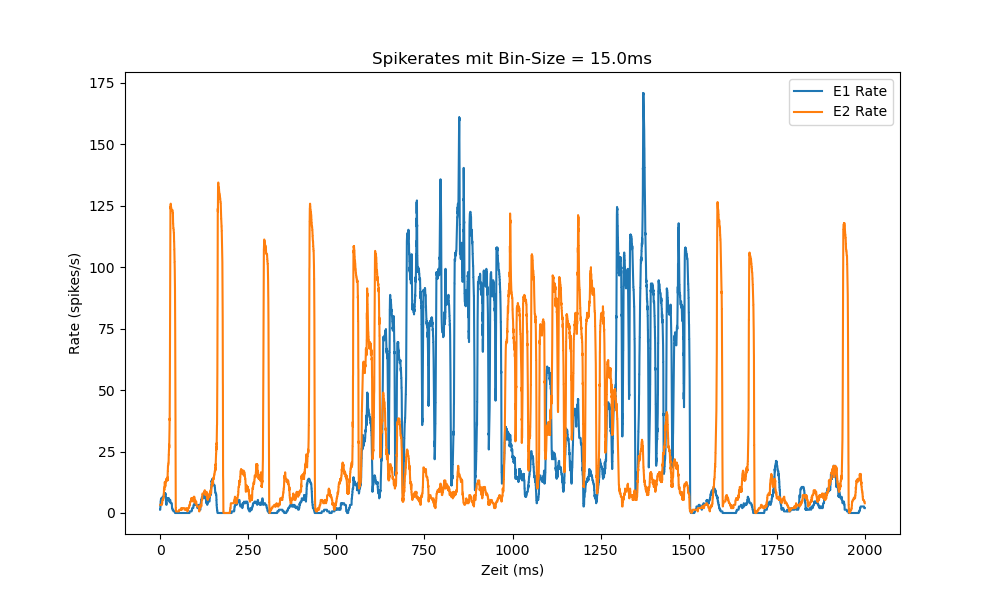 Spikerates mit Bin-Size = 15.0ms
E1 Rate
E2 Rate
175
150
125
100
75
50
25
0
Rate (spikes/s)
0 250 500 750 1000 1250 1500 1750 2000
Zeit (ms)